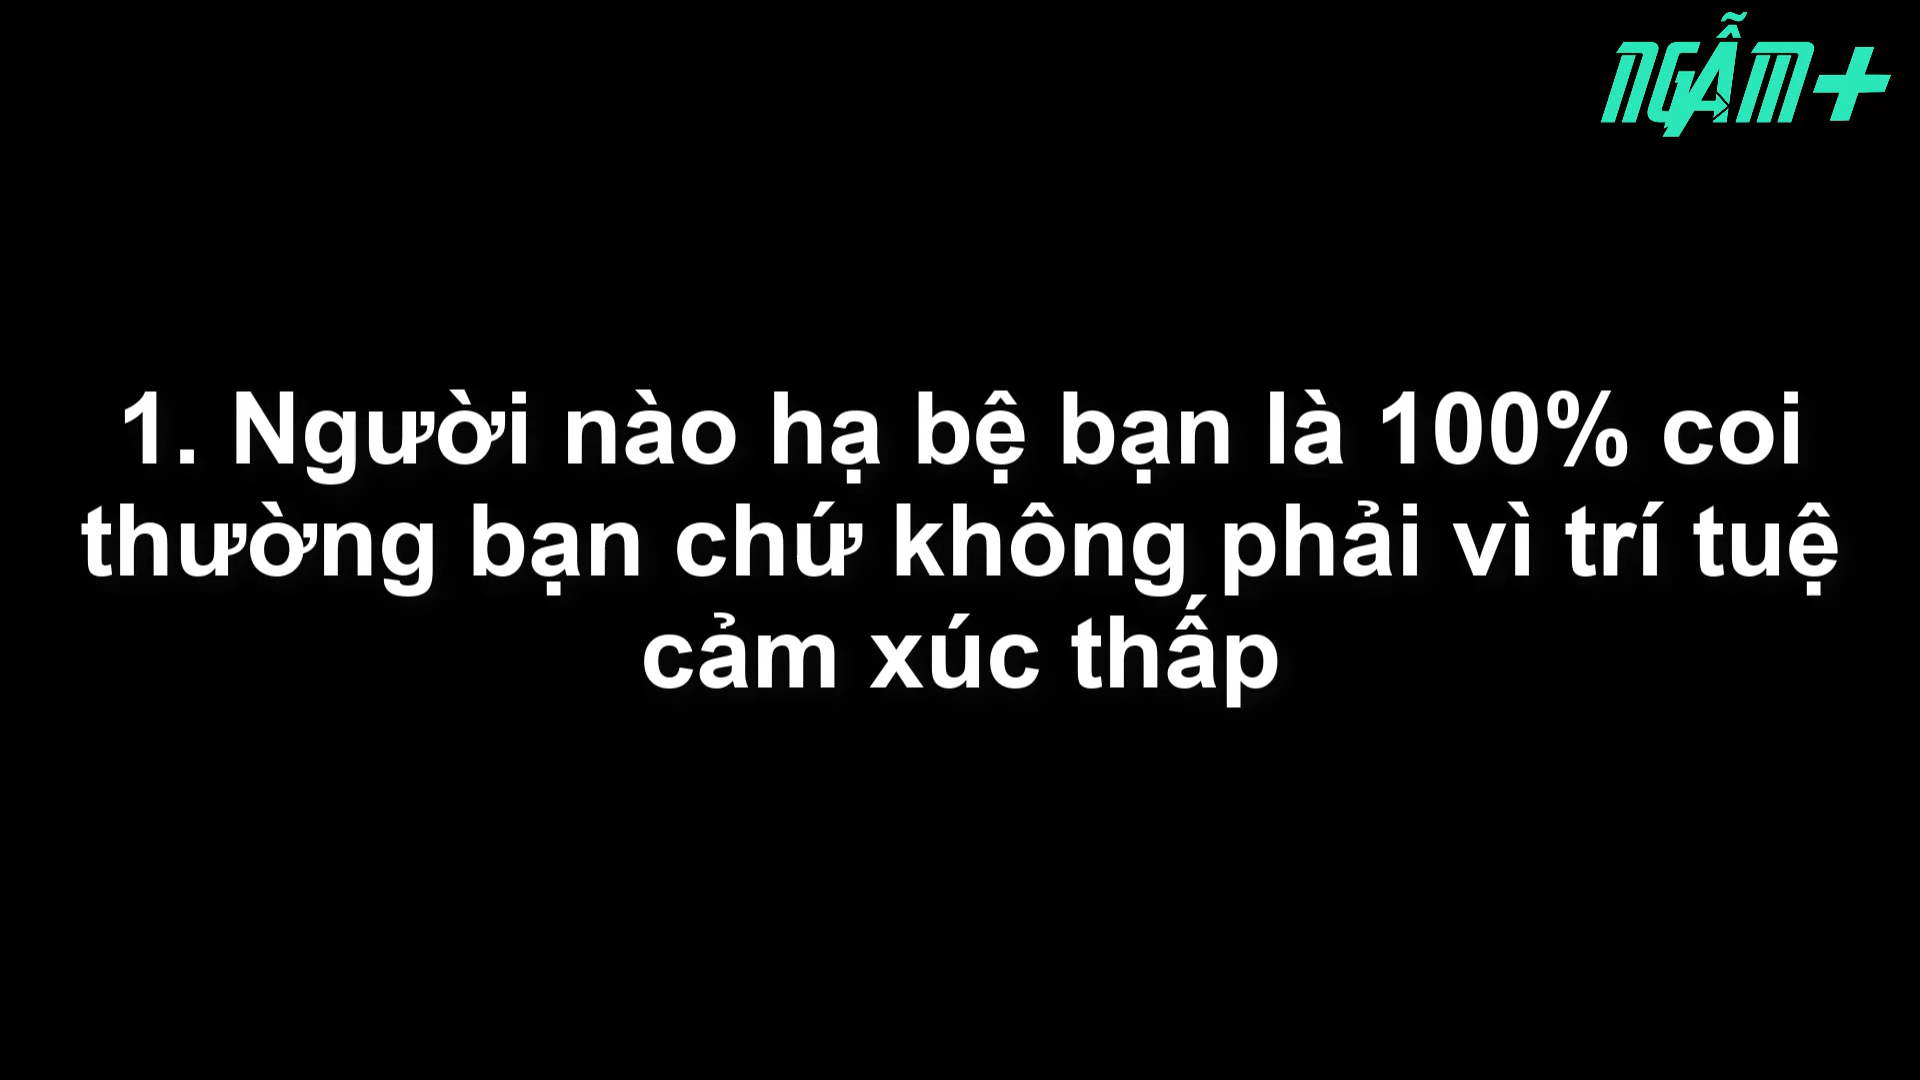 NGẪM+
1. Người nào hạ bệ bạn là 100% coi
thường bạn chứ không phải vì trí tuệ
cảm xúc thấp